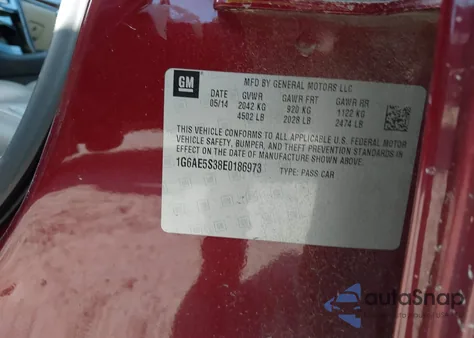 GM
MFD BY GENERAL MOTORS LLC
DATE GVWR GAWR FRT GAWR RR
05/14 2042 KG 920 KG 1122 KG
4502 LB 2028 LB 2474 LB
THIS VEHICLE CONFORMS TO ALL APPLICABLE U.S. FEDERAL MOTOR
VEHICLE SAFETY, BUMPER, AND THEFT PREVENTION STANDARDS IN
EFFECT ON THE DATE OF MANUFACTURE SHOWN ABOVE.
1G6AE5S38E0186973 TYPE: PASS CAR
autoSnap